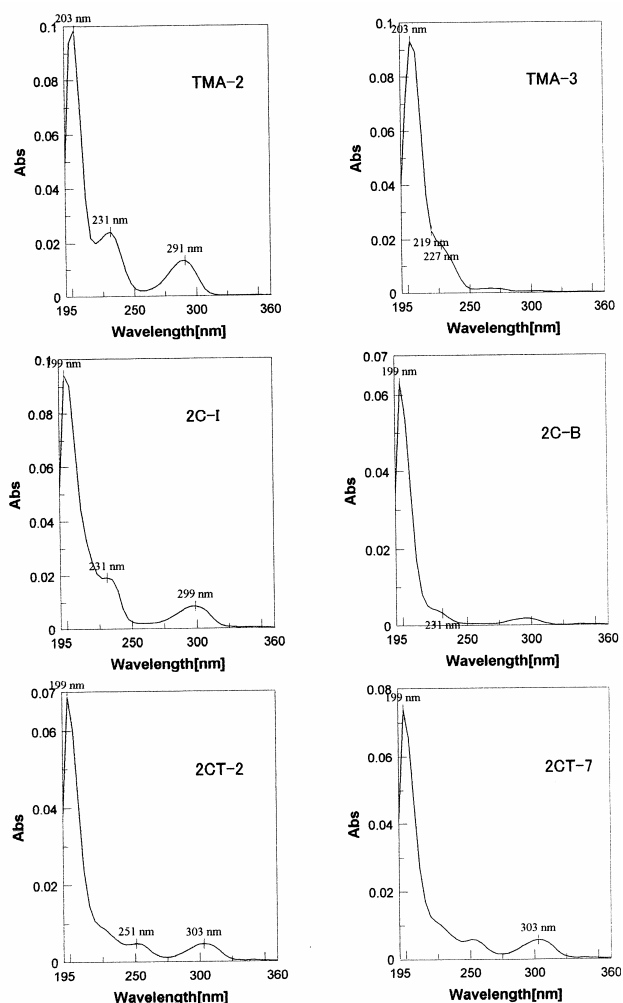 203 nm
0.1
TMA-2
0.08
0.06
Abs
0.04
231 nm
291 nm
0.02
0
195
250
300
360
Wavelength[nm]
203 nm
0.1
TMA-3
0.08
0.06
Abs
0.04
219 nm
227 nm
0.02
0
195
250
300
360
Wavelength[nm]
0.1
199 nm
2C-I
0.08
0.06
Abs
0.04
231 nm
299 nm
0.02
0
195
250
300
360
Wavelength[nm]
0.07
199 nm
0.06
2C-B
0.04
Abs
0.02
231 nm
0
195
300
360
Wavelength[nm]
0.07
199 nm
0.06
2CT-2
0.04
Abs
0.02
251 nm
303 nm
0
195
250
300
360
Wavelength[nm]
0.08
199 nm
2CT-7
0.06
Abs
0.04
0.02
303 nm
0
195
250
300
360
Wavelength[nm]